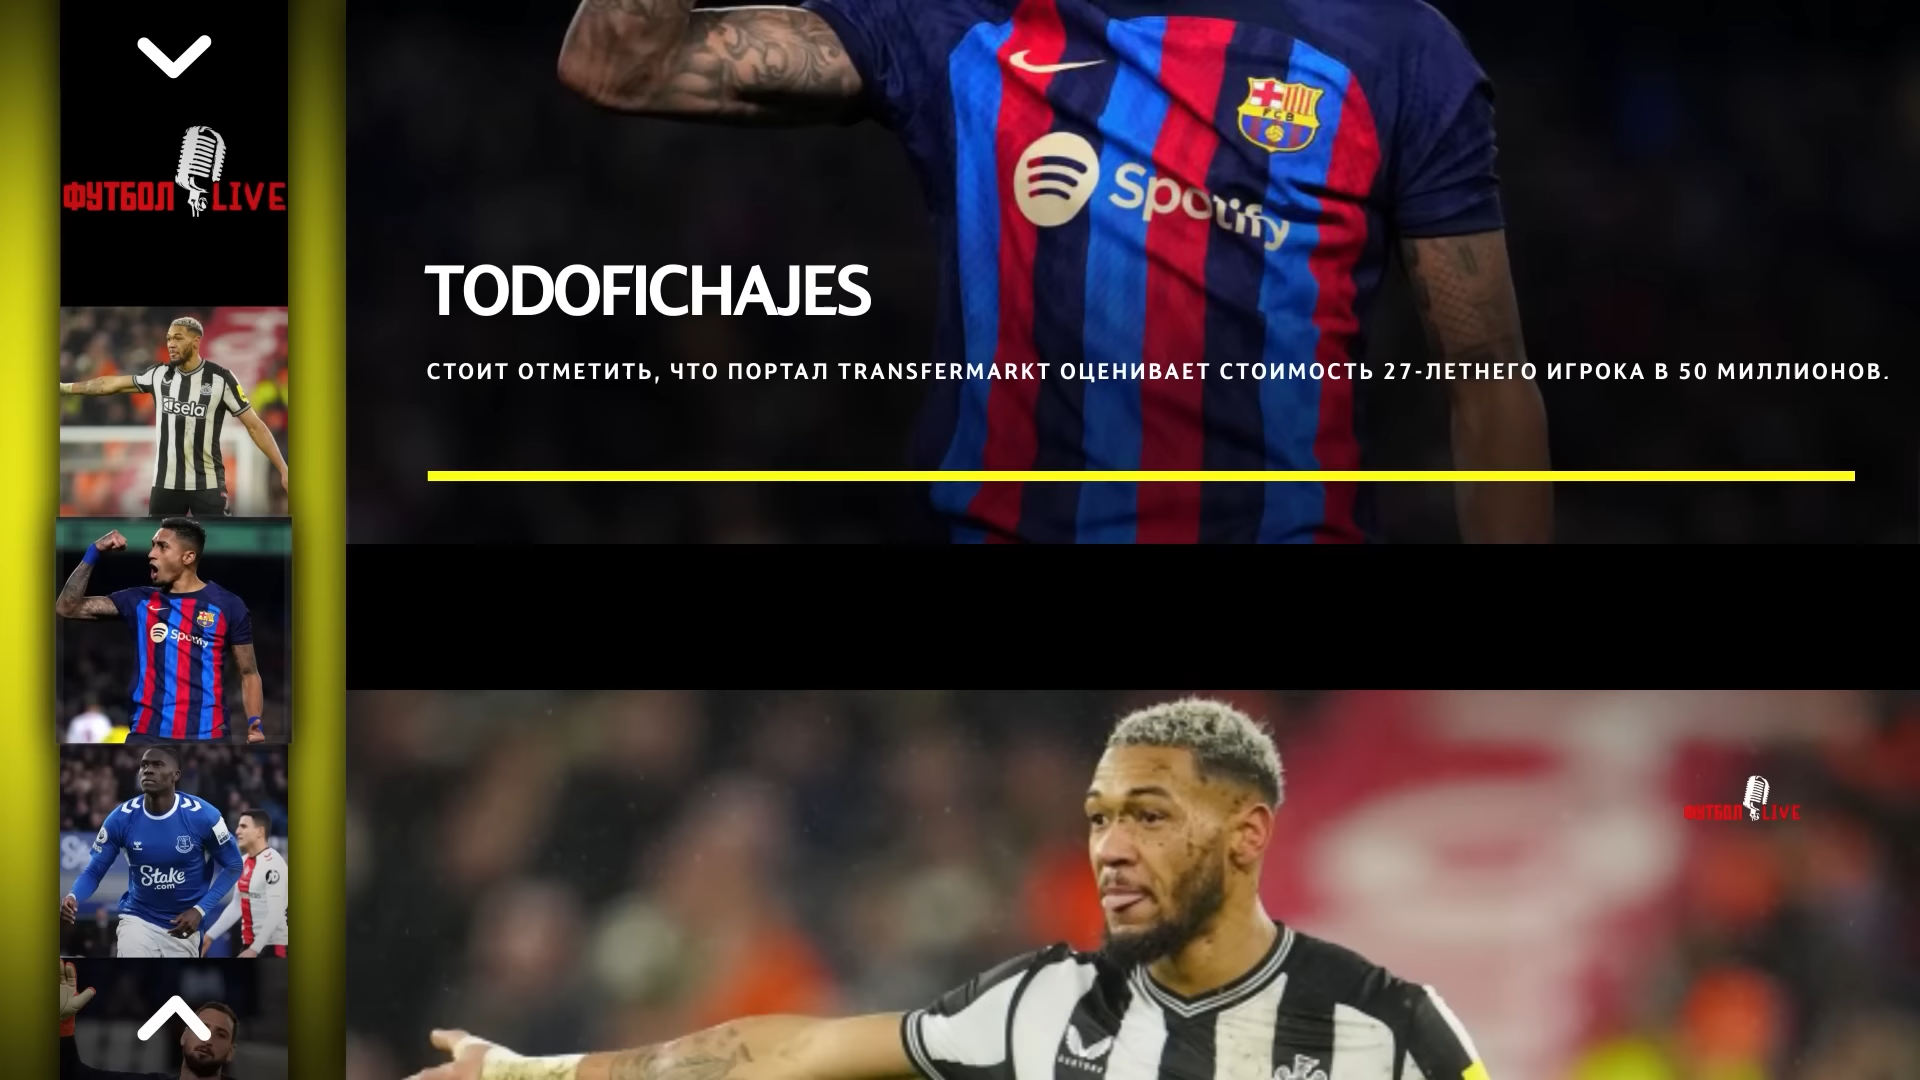 ФУТБОЛ LIVE
sela
Spotify
Stake
.com
FCB
Spotify
TODOFICHAJES
СТОИТ ОТМЕТИТЬ, ЧТО ПОРТАЛ TRANSFERMARKT ОЦЕНИВАЕТ СТОИМОСТЬ 27-ЛЕТНЕГО ИГРОКА В 50 МИЛЛИОНОВ.
ФУТБОЛ LIVE